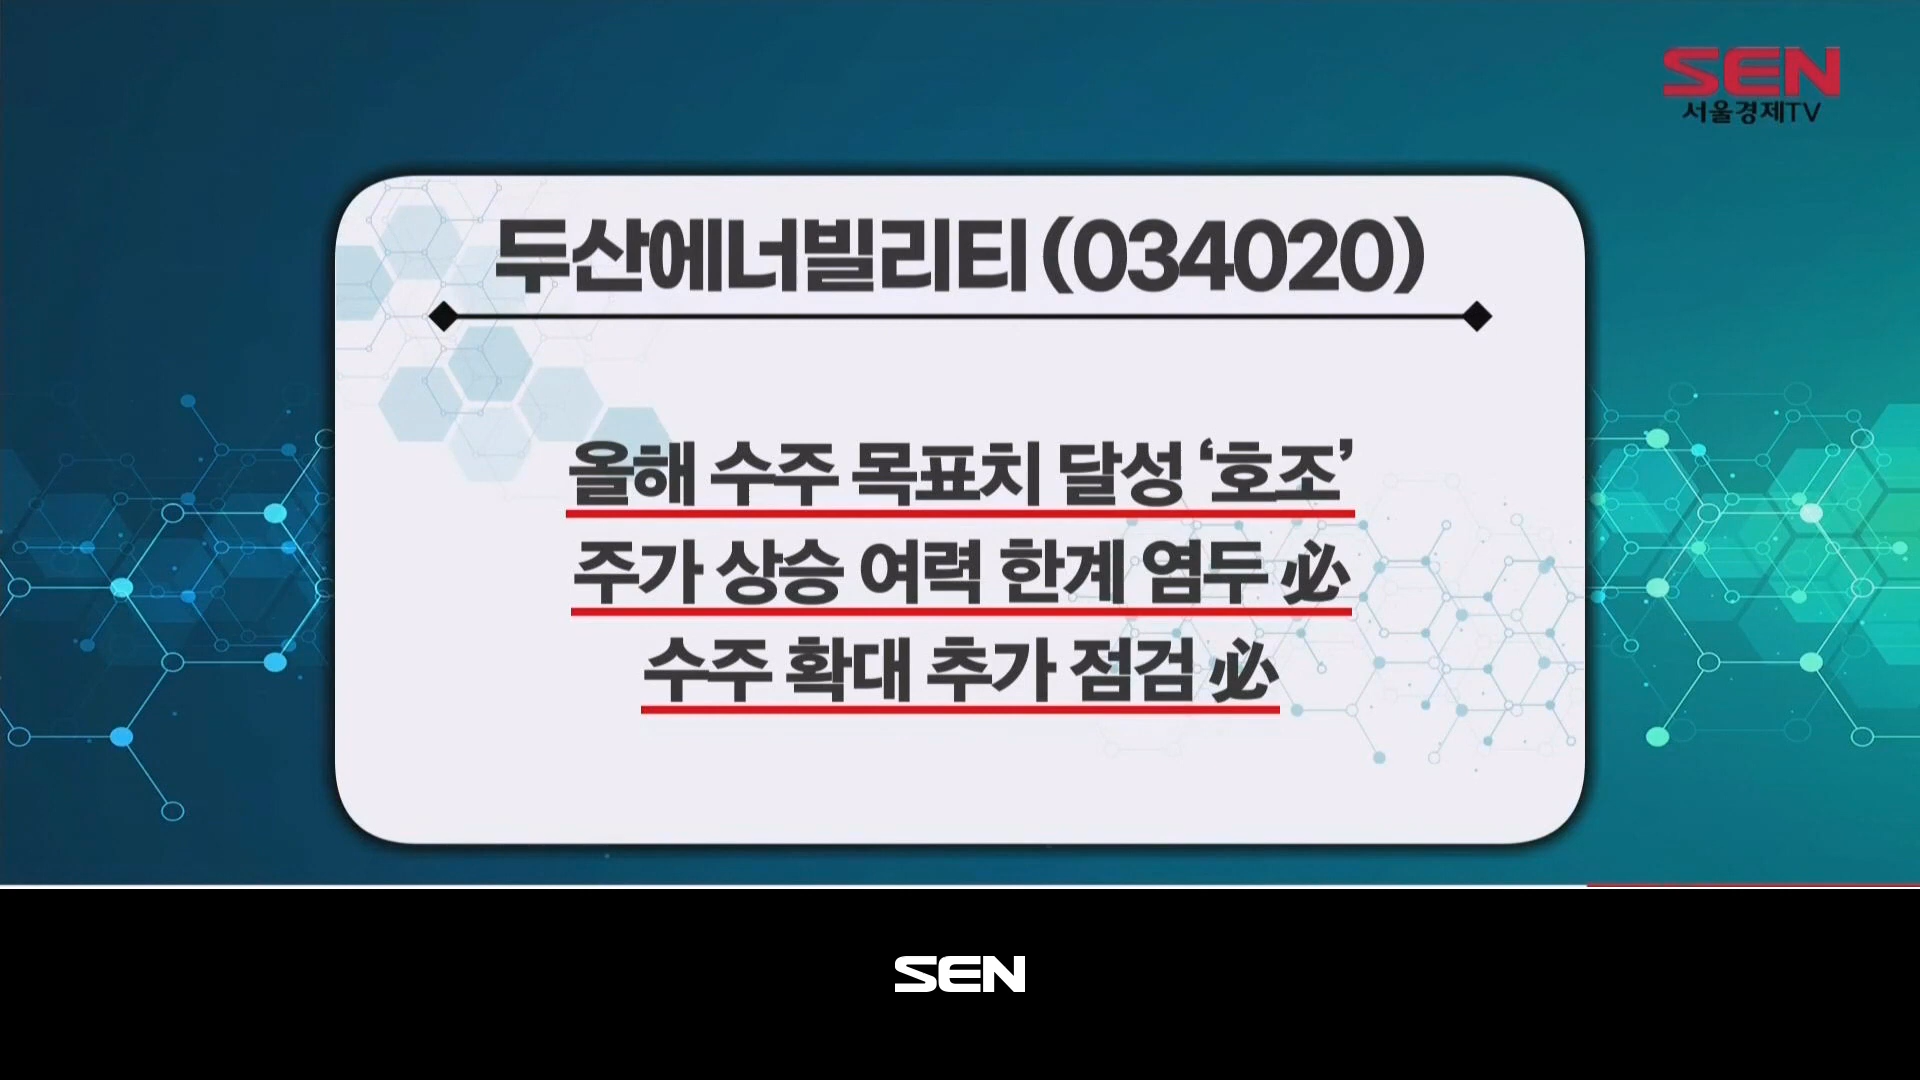 SEN
서울경제TV
두산에너빌리티(034020)
올해 수주 목표치 달성 ‘호조’
주가 상승 여력 한계 염두 必
수주 확대 추가 점검 必
SEN